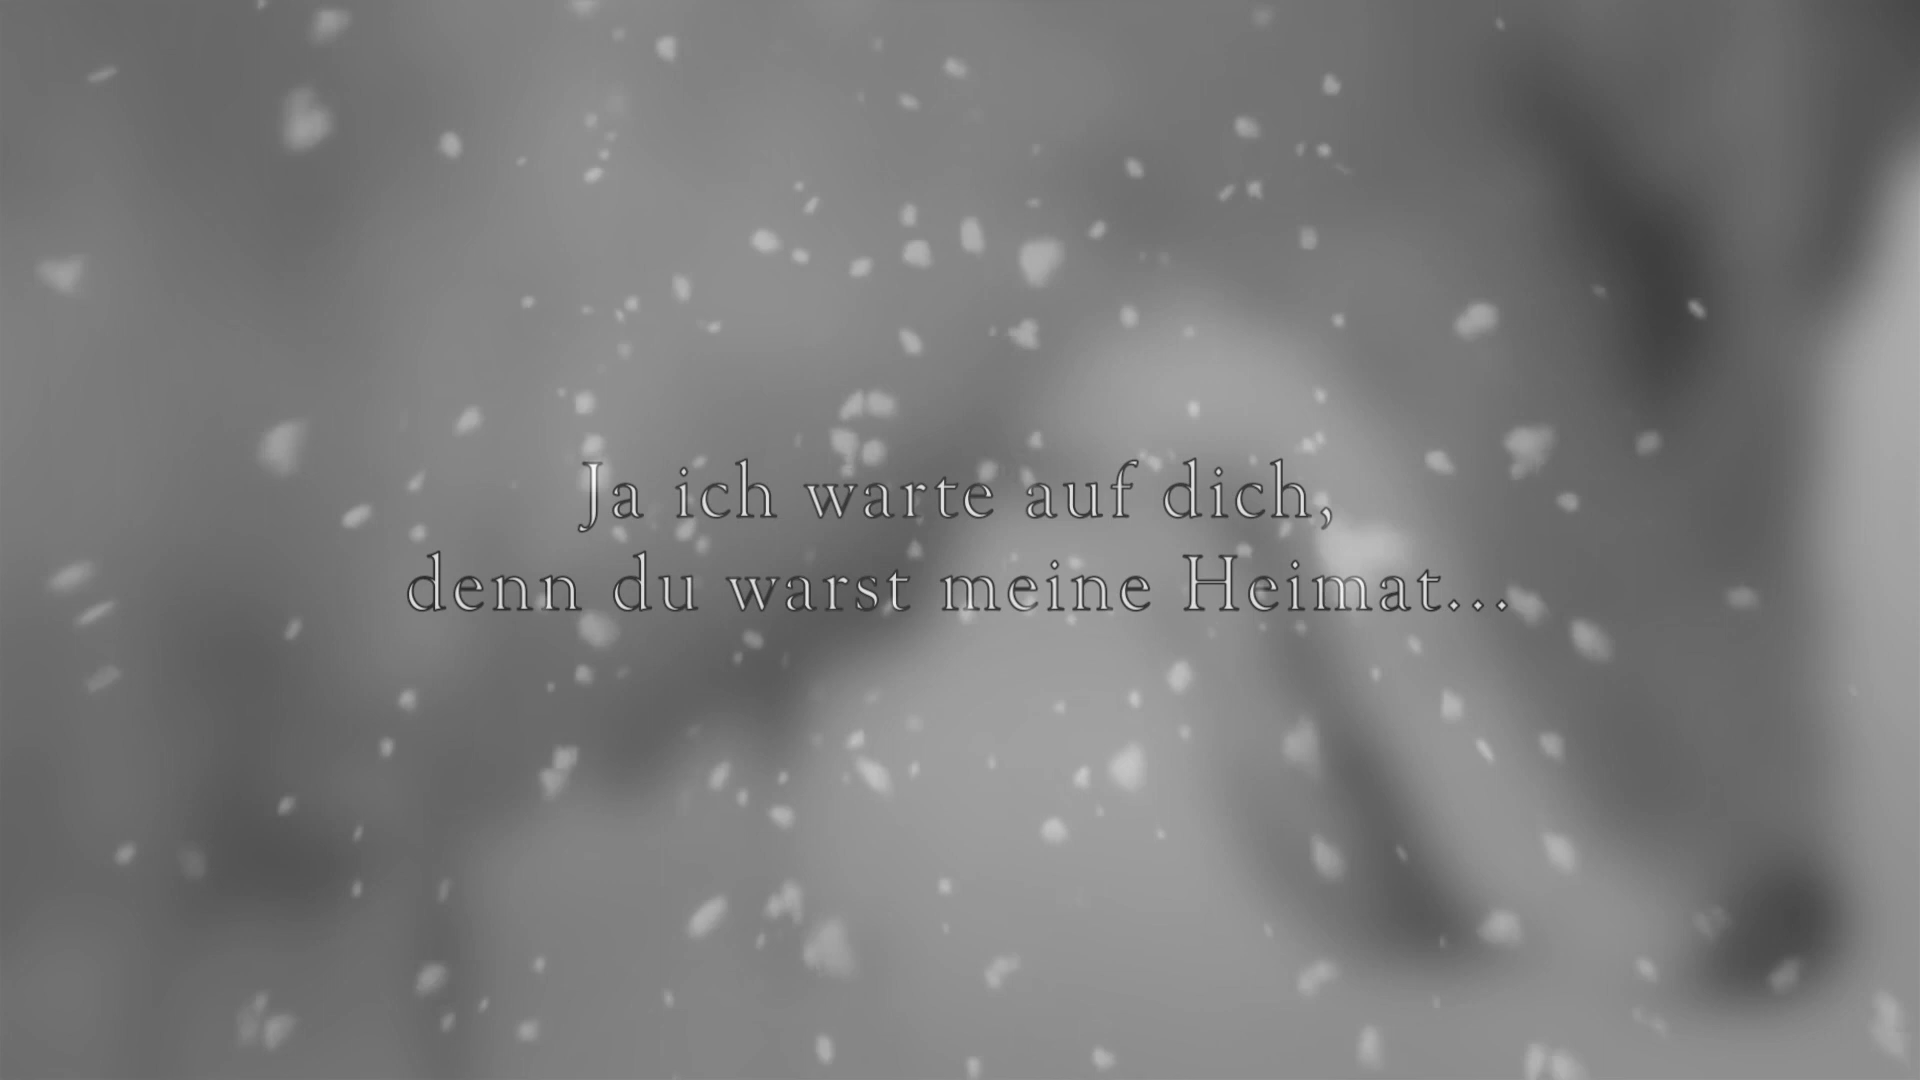 Ja ich warte auf dich,
denn du warst meine Heimat...